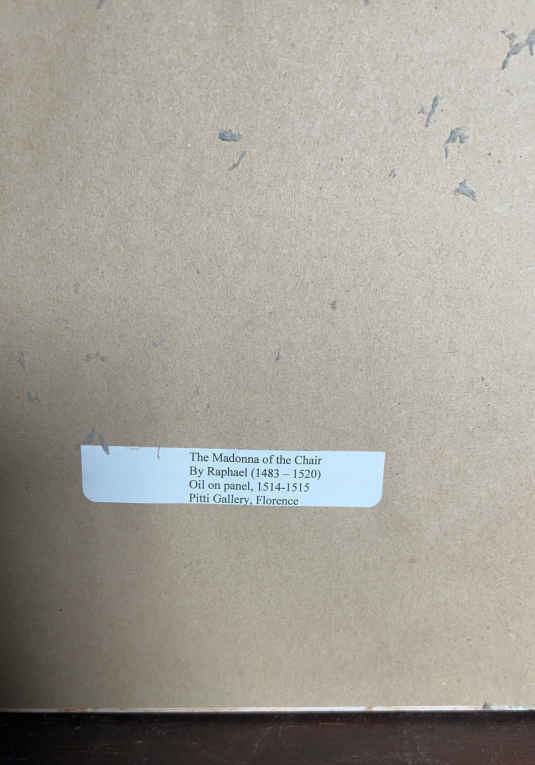 The Madonna of the Chair
By Raphael (1483 – 1520)
Oil on panel, 1514-1515
Pitti Gallery, Florence